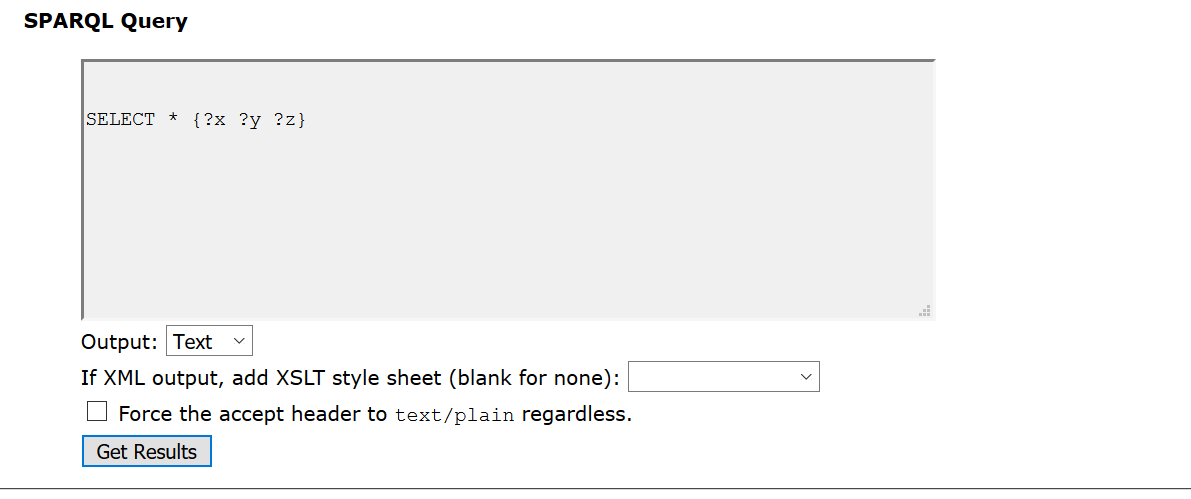 SPARQL Query
SELECT * {?x ?y ?z}
Output: Text
If XML output, add XSLT style sheet (blank for none):
Force the accept header to text/plain regardless.
Get Results